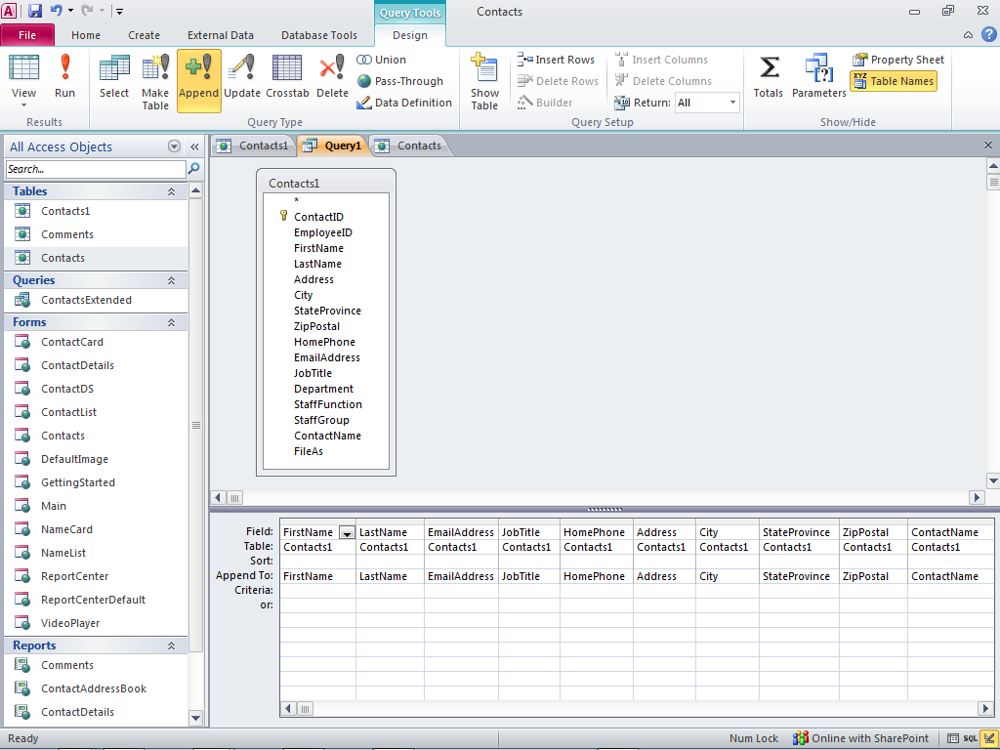 A Query Tools Contacts
File Home Create External Data Database Tools Design
View Run Select Make Table Append Update Crosstab Delete
Union
Pass-Through
Data Definition
Show Table
Insert Rows
Delete Rows
Builder
Insert Columns
Delete Columns
Return: All
Totals Parameters
Property Sheet
XYZ Table Names
Results Query Type Query Setup Show/Hide
All Access Objects «
Search...
Tables
Contacts1
Comments
Contacts
Queries
ContactsExtended
Forms
ContactCard
ContactDetails
ContactDS
ContactList
Contacts
DefaultImage
GettingStarted
Main
NameCard
NameList
ReportCenter
ReportCenterDefault
VideoPlayer
Reports
Comments
ContactAddressBook
ContactDetails
Contacts1 Query1 Contacts
Contacts1
*
ContactID
EmployeeID
FirstName
LastName
Address
City
StateProvince
ZipPostal
HomePhone
EmailAddress
JobTitle
Department
StaffFunction
StaffGroup
ContactName
FileAs
Field: FirstName LastName EmailAddress JobTitle HomePhone Address City StateProvince ZipPostal ContactName
Table: Contacts1 Contacts1 Contacts1 Contacts1 Contacts1 Contacts1 Contacts1 Contacts1 Contacts1 Contacts1
Sort:
Append To: FirstName LastName EmailAddress JobTitle HomePhone Address City StateProvince ZipPostal ContactName
Criteria:
or:
Ready Num Lock Online with SharePoint SQL